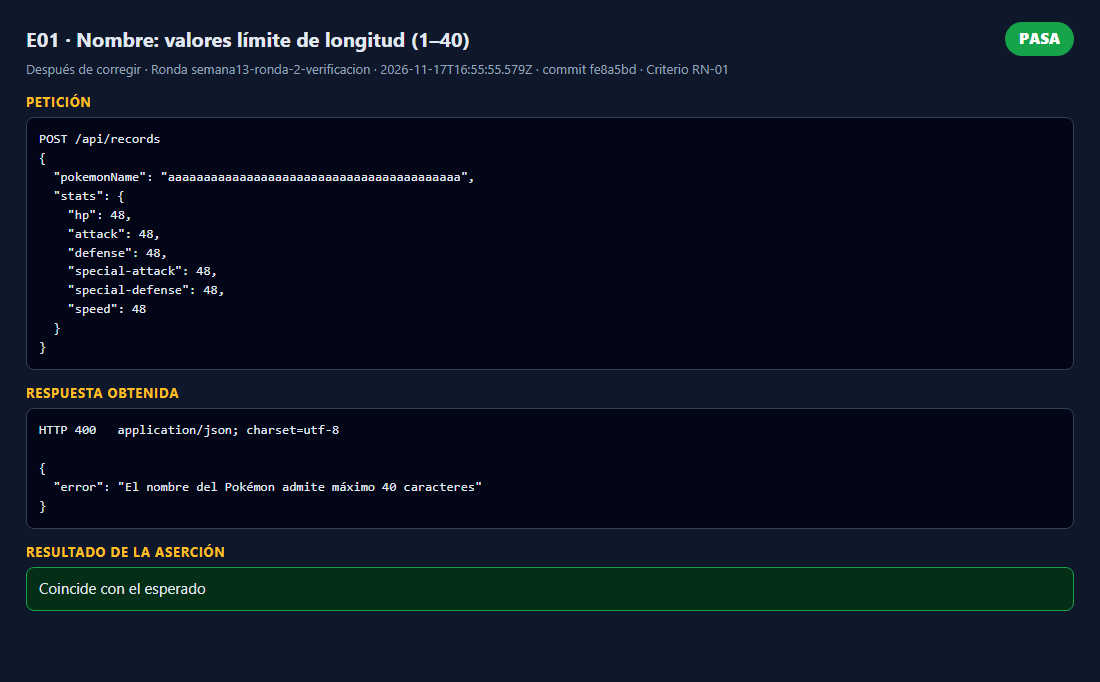 E01 · Nombre: valores límite de longitud (1–40)
PASA
Después de corregir · Ronda semana13-ronda-2-verificacion · 2026-11-17T16:55:55.579Z · commit fe8a5bd · Criterio RN-01
PETICIÓN
POST /api/records
{
"pokemonName": "aaaaaaaaaaaaaaaaaaaaaaaaaaaaaaaaaaaaaaaaa",
"stats": {
"hp": 48,
"attack": 48,
"defense": 48,
"special-attack": 48,
"special-defense": 48,
"speed": 48
}
}
RESPUESTA OBTENIDA
HTTP 400 application/json; charset=utf-8
{
"error": "El nombre del Pokémon admite máximo 40 caracteres"
}
RESULTADO DE LA ASERCIÓN
Coincide con el esperado